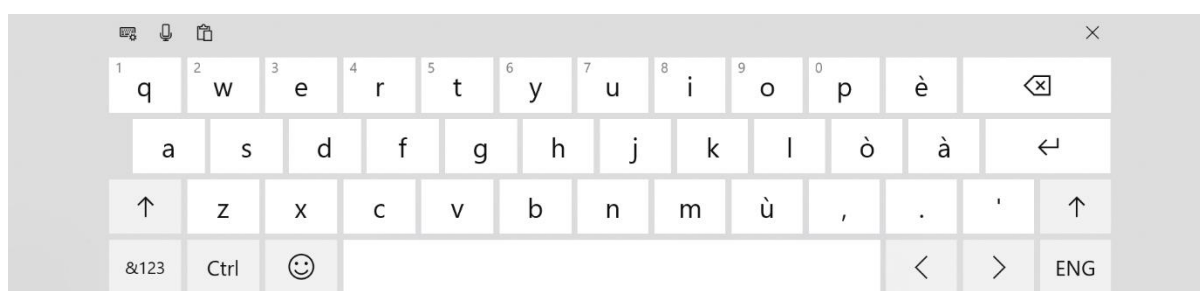 1 q 2 w 3 e 4 r 5 t 6 y 7 u 8 i 9 o 0 p è
a s d f g h j k l ò à
z x c v b n m ù , . '
&123 Ctrl ENG